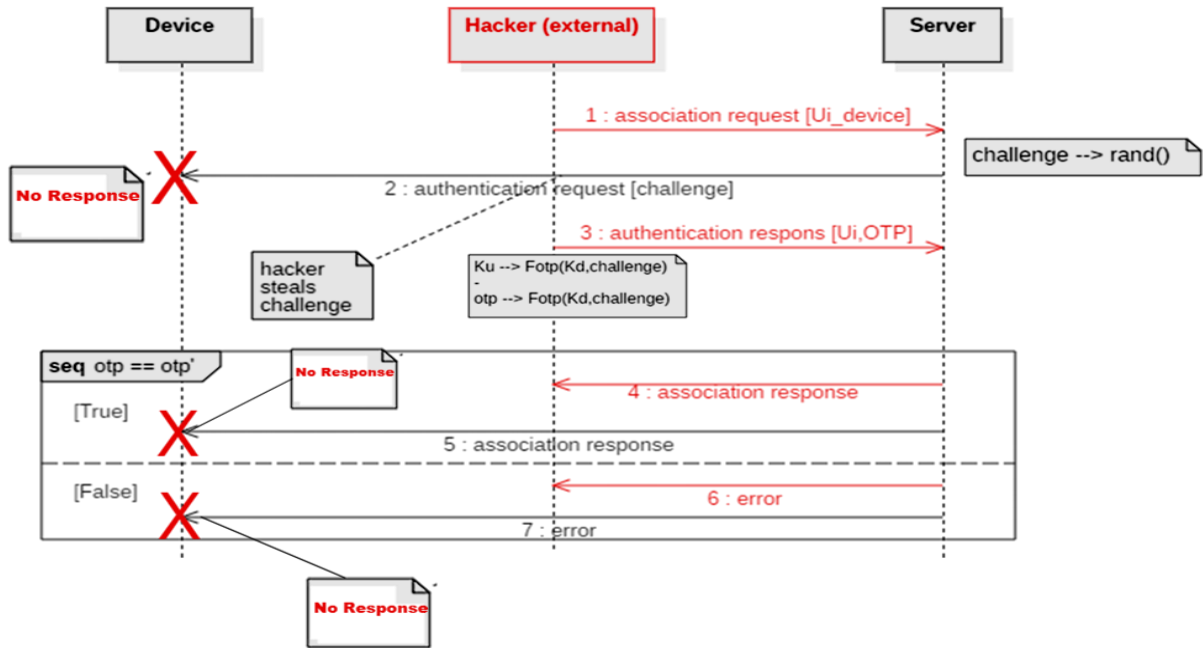 Device
Hacker (external)
Server
1 : association request [Ui_device]
challenge --> rand()
No Response
2 : authentication request [challenge]
3 : authentication respons [Ui,OTP]
hacker
steals
challenge
Ku --> Fotp(Kd,challenge)
-
otp --> Fotp(Kd,challenge)
seq otp == otp'
No Response
4 : association response
[True]
5 : association response
[False]
6 : error
7 : error
No Response